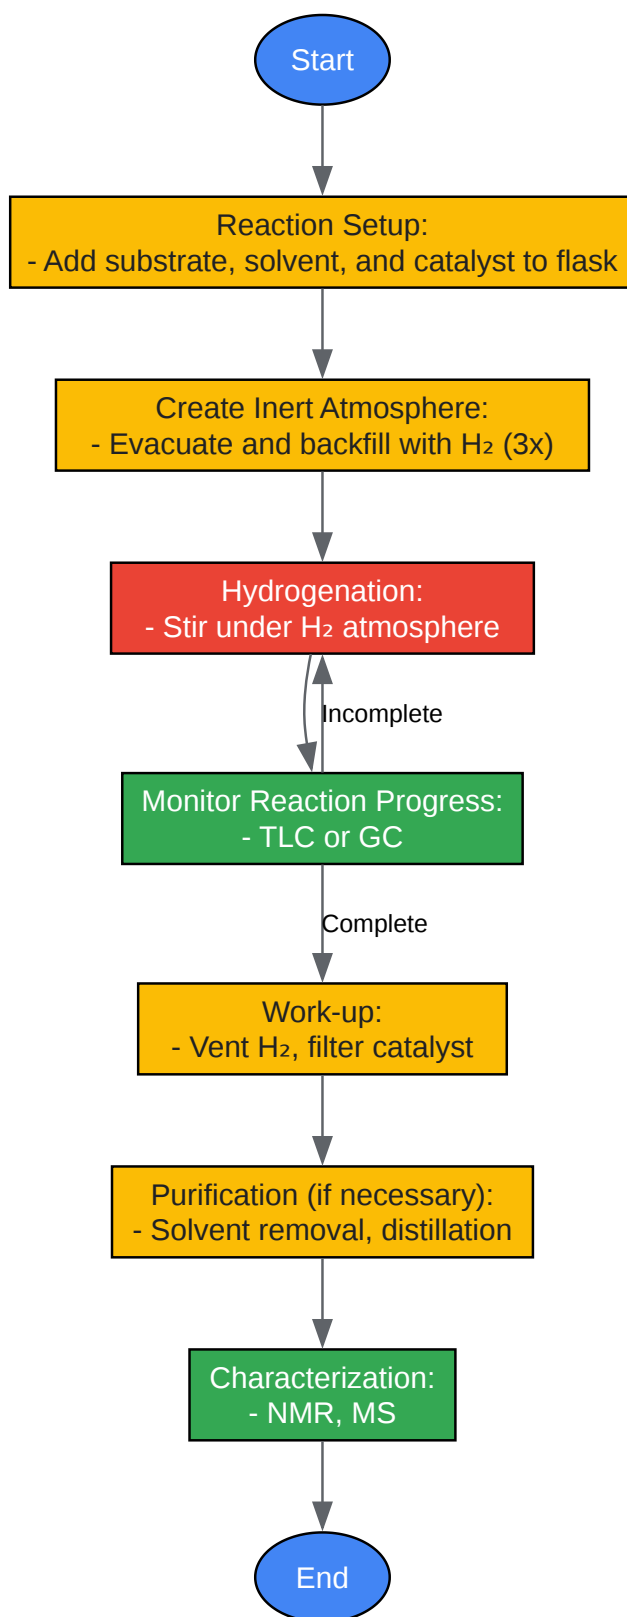 Start
Reaction Setup:
- Add substrate, solvent, and catalyst to flask
Create Inert Atmosphere:
- Evacuate and backfill with H₂ (3x)
Hydrogenation:
- Stir under H₂ atmosphere
Incomplete
Monitor Reaction Progress:
- TLC or GC
Complete
Work-up:
- Vent H₂, filter catalyst
Purification (if necessary):
- Solvent removal, distillation
Characterization:
- NMR, MS
End